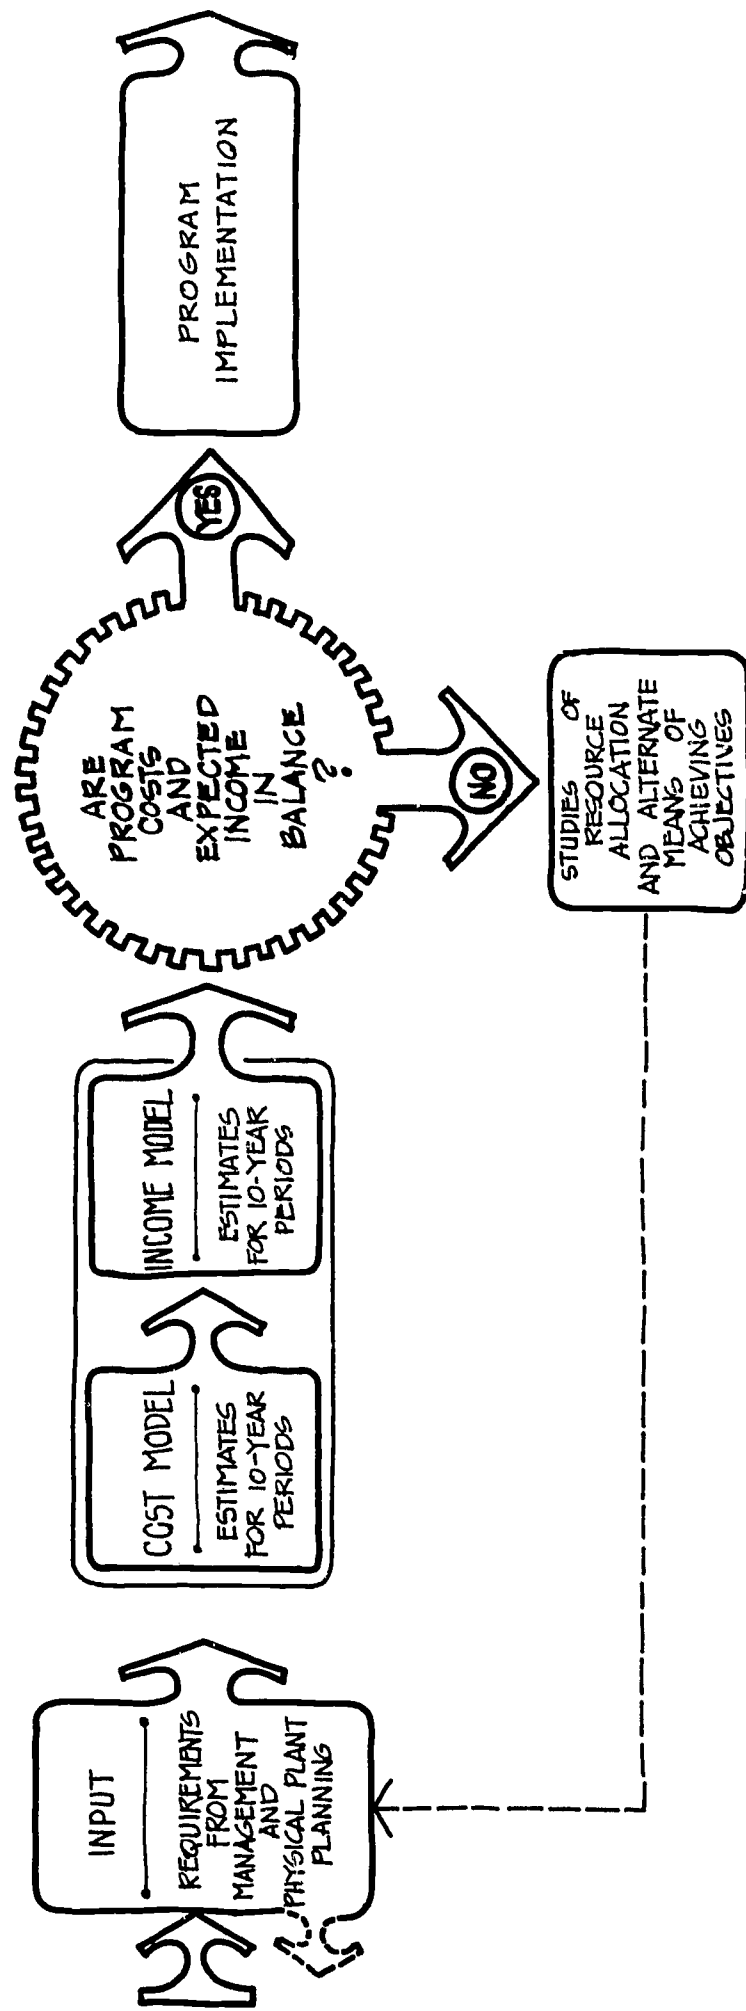 INPUT
REQUIREMENTS
FROM
MANAGEMENT
AND
PHYSICAL PLANT
PLANNING
COST MODEL
ESTIMATES
FOR 10-YEAR
PERIODS
INCOME MODEL
ESTIMATES
FOR 10-YEAR
PERIODS
ARE
PROGRAM
COSTS
AND
EXPECTED
INCOME
IN
BALANCE
?
YES
PROGRAM
IMPLEMENTATION
NO
STUDIES OF
RESOURCE
ALLOCATION
AND ALTERNATE
MEANS OF
ACHIEVING
OBJECTIVES